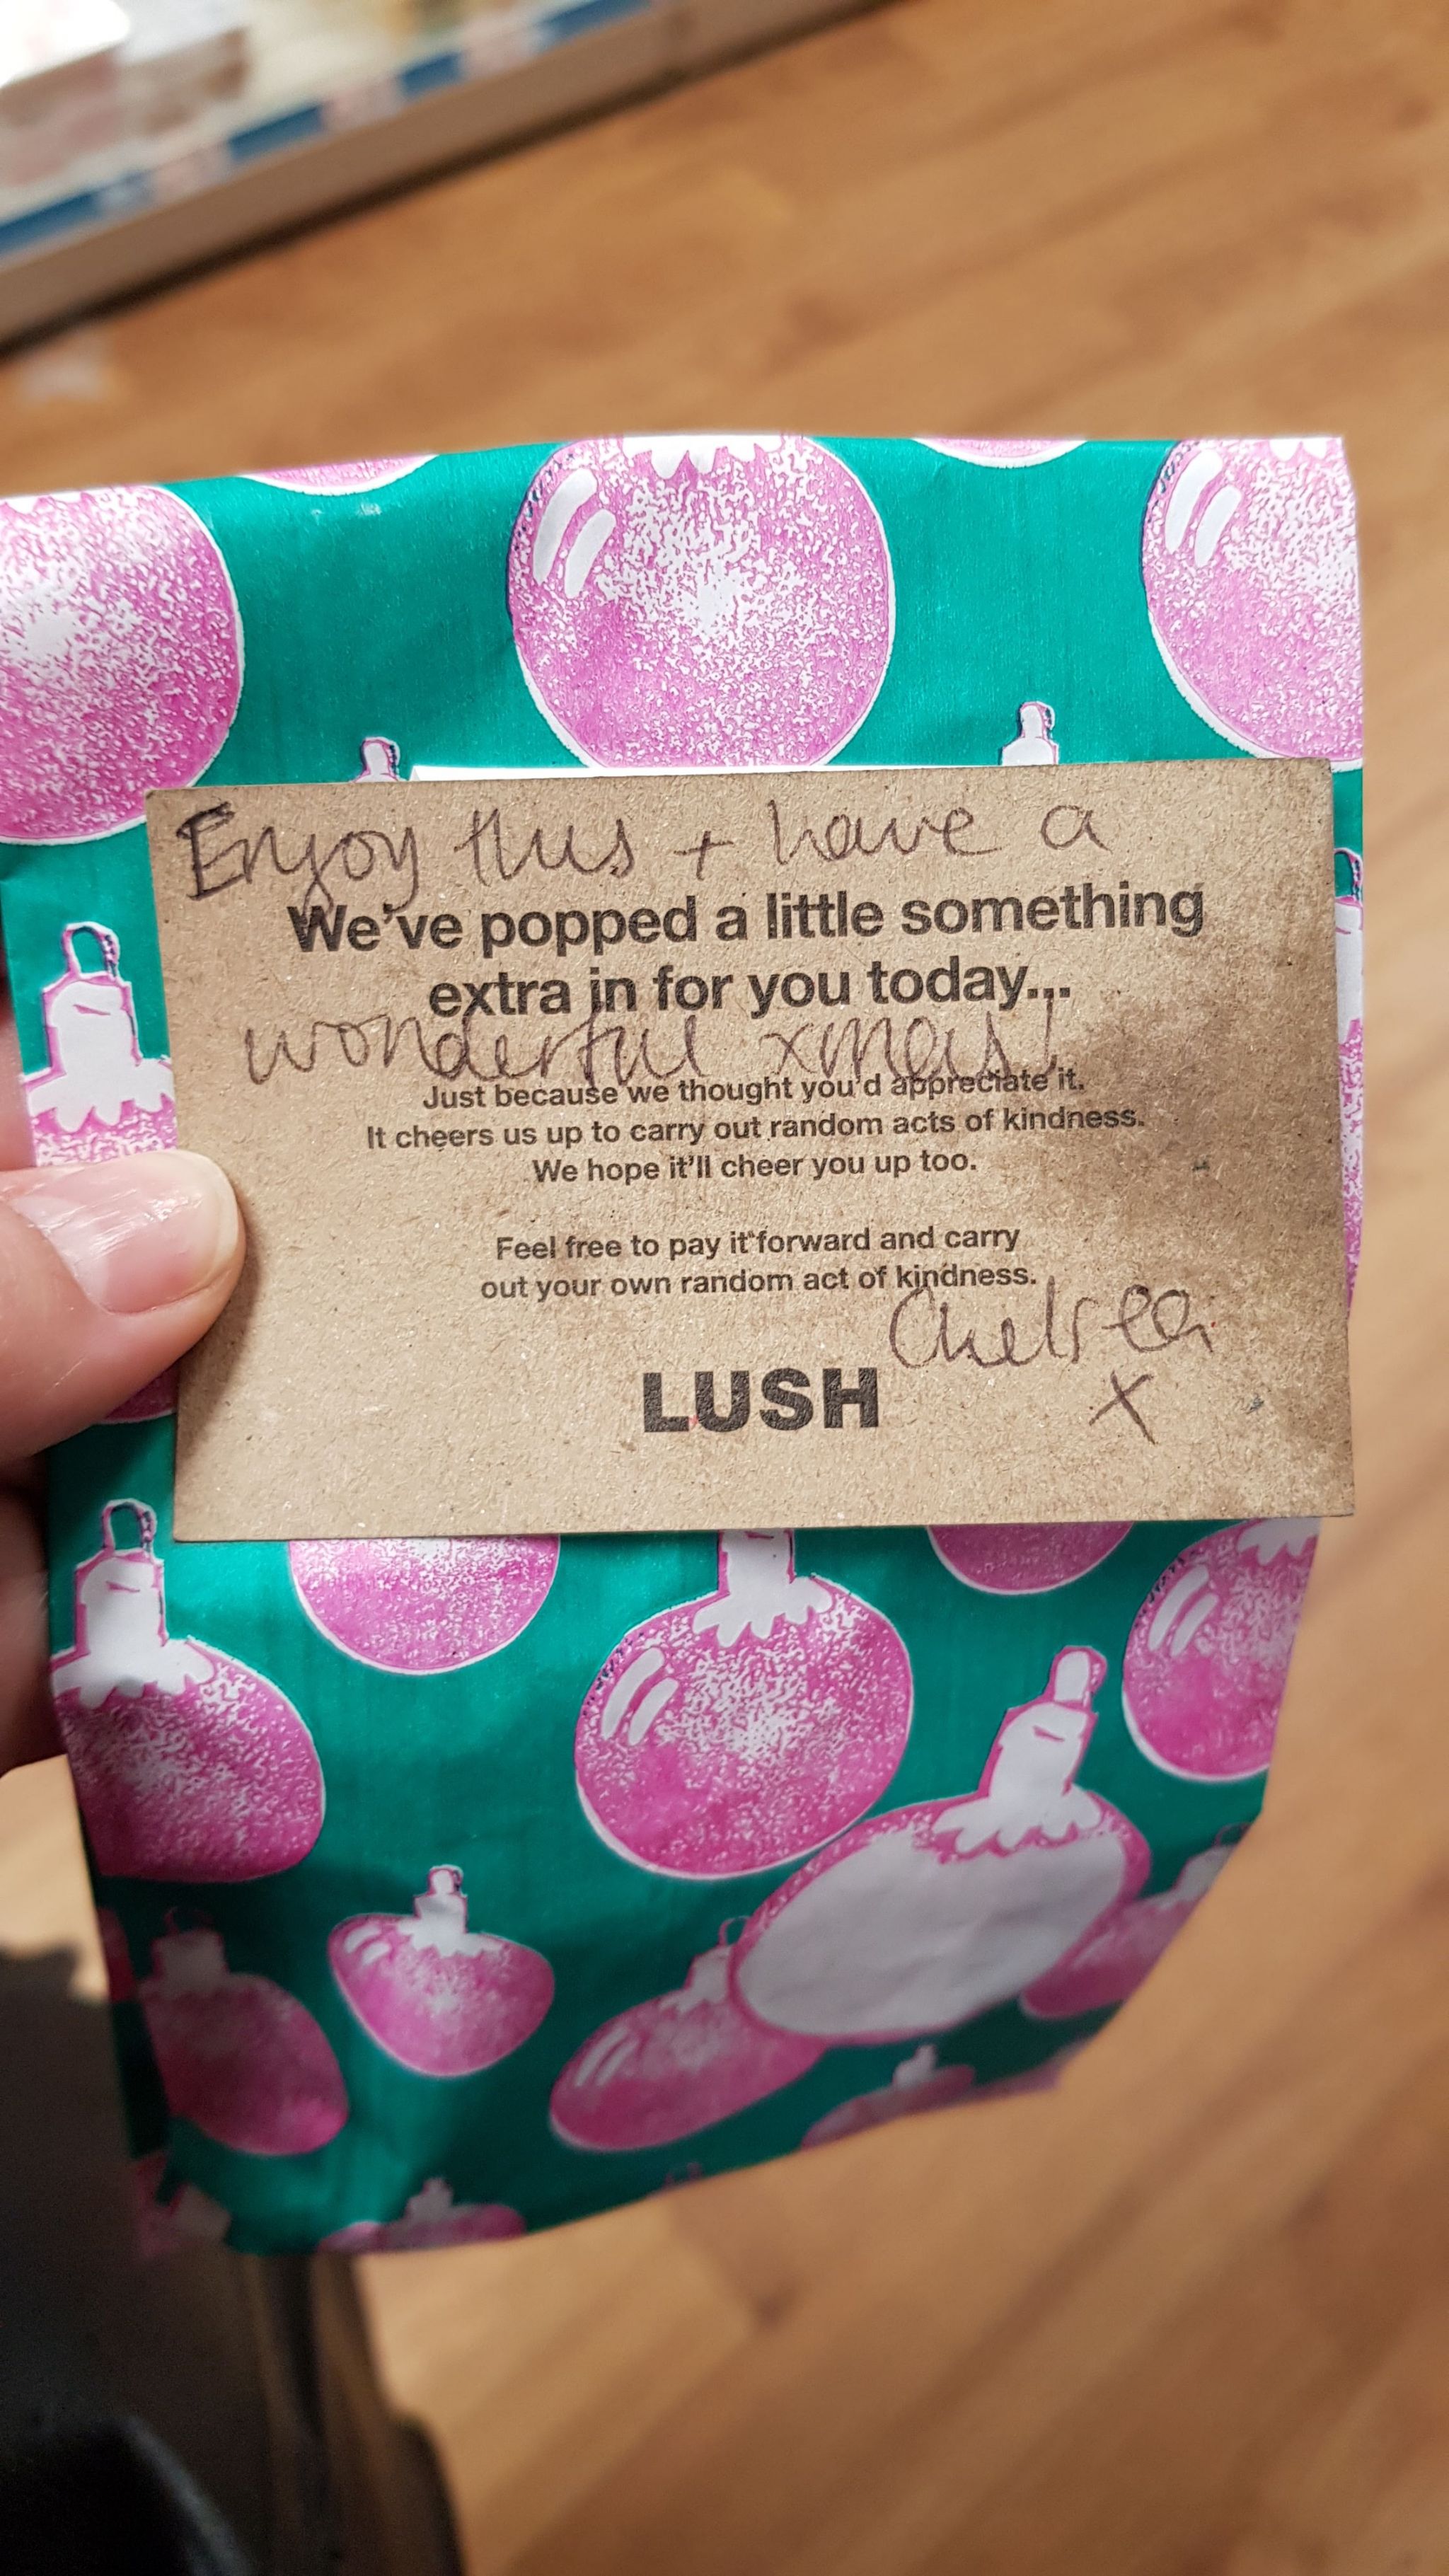 Enjoy this + have a
We've popped a little something
extra in for you today...
wonderful xmas!
Just because we thought you'd appreciate it.
It cheers us up to carry out random acts of kindness.
We hope it'll cheer you up too.
Feel free to pay it forward and carry
out your own random act of kindness.
Chelsea
LUSH
x